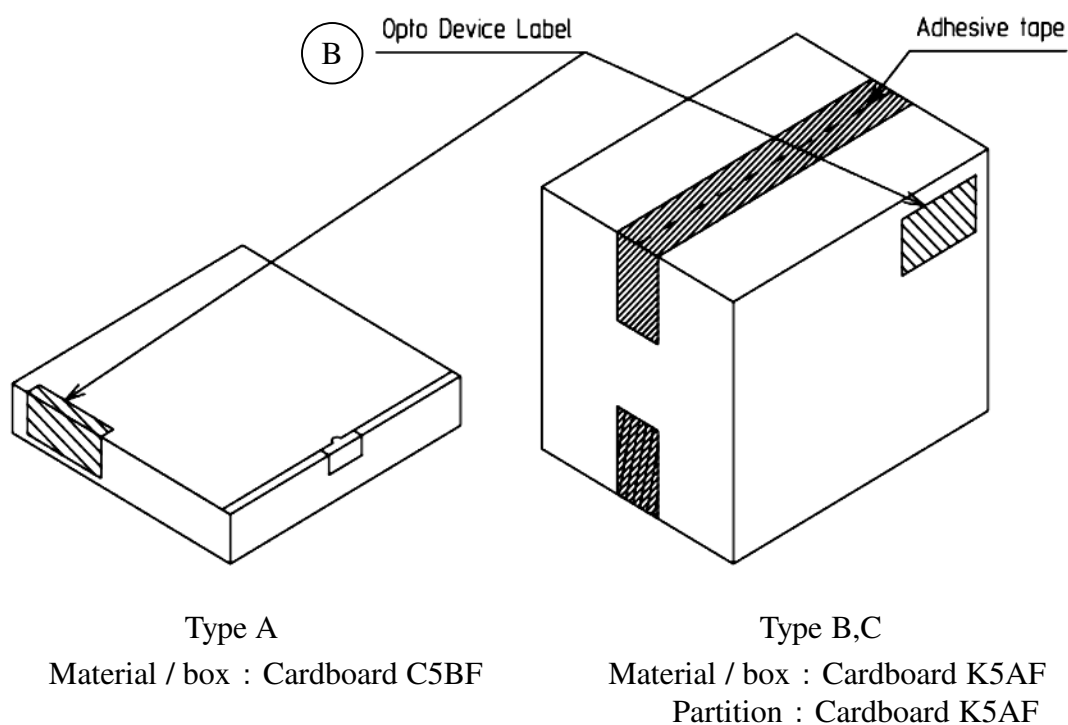 B
Opto Device Label
Adhesive tape
Type A
Type B,C
Material / box : Cardboard C5BF
Material / box : Cardboard K5AF
Partition : Cardboard K5AF